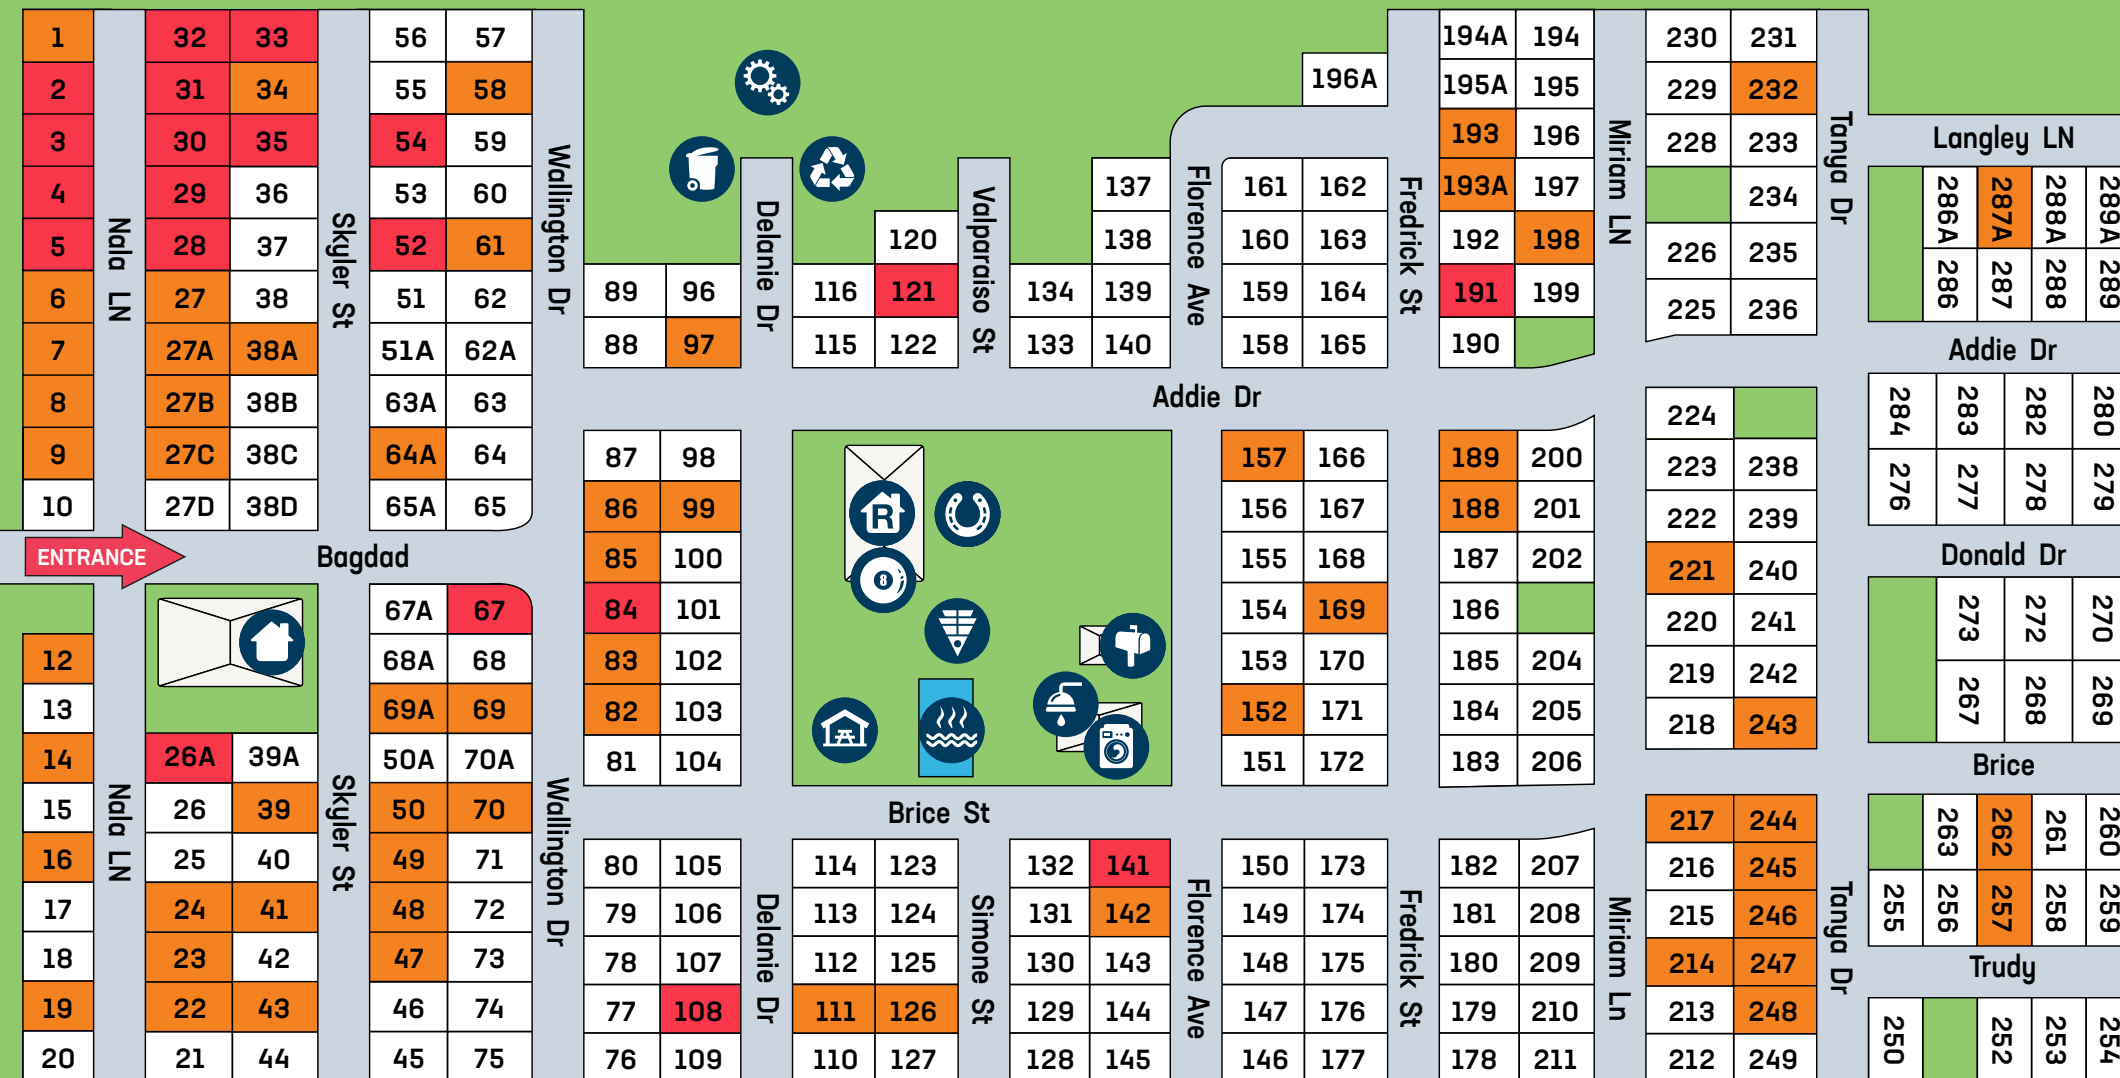 1 32 33 56 57
2 31 34 55 58
3 30 35 54 59
4 29 36 53 60
5 28 37 52 61
6 27 38 51 62
7 27A 38A 51A 62A
8 27B 38B 63A 63
9 27C 38C 64A 64
10 27D 38D 65A 65
Nala LN
Skyler St
Wallington Dr
ENTRANCE
Bagdad
67A 67
12 68A 68
13 69A 69
14 26A 39A 50A 70A
15 26 39 50 70
16 25 40 49 71
17 24 41 48 72
18 23 42 47 73
19 22 43 46 74
20 21 44 45 75
Nala LN
Skyler St
Wallington Dr
89 96
88 97
Delanie Dr
120
116 121
115 122
Valparaiso St
137
138
134 139
133 140
Florence Ave
196A
161 162
160 163
159 164
158 165
Fredrick St
194A 194
195A 195
193 196
193A 197
192 198
191 199
190
Miriam LN
230 231
229 232
228 233
234
226 235
225 236
Tanya Dr
Langley LN
286A 287A 288A 289A
286 287 288 289
Addie Dr
Addie Dr
87 98
86 99
85 100
84 101
83 102
82 103
81 104
R
8
157 166
156 167
155 168
154 169
153 170
152 171
151 172
189 200
188 201
187 202
186
185 204
184 205
183 206
224
223 238
222 239
221 240
220 241
219 242
218 243
284 283 282 280
276 277 278 279
Donald Dr
273 272 270
267 268 269
Brice
Brice St
80 105
79 106
78 107
77 108
76 109
Delanie Dr
114 123
113 124
112 125
111 126
110 127
Simone St
132 141
131 142
130 143
129 144
128 145
Florence Ave
150 173
149 174
148 175
147 176
146 177
Fredrick St
182 207
181 208
180 209
179 210
178 211
Miriam Ln
217 244
216 245
215 246
214 247
213 248
212 249
Tanya Dr
263 262 261 260
255 256 257 258 259
Trudy
250 252 253 254